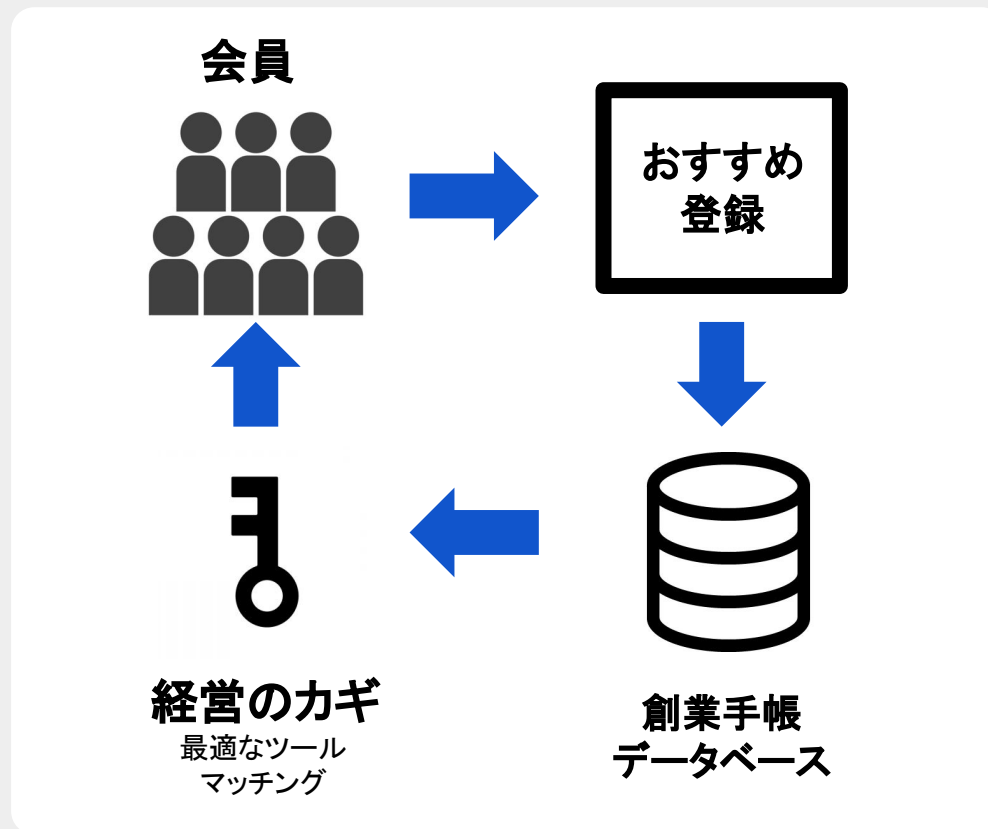 会員
おすすめ
登録
経営のカギ
最適なツール
マッチング
創業手帳
データベース